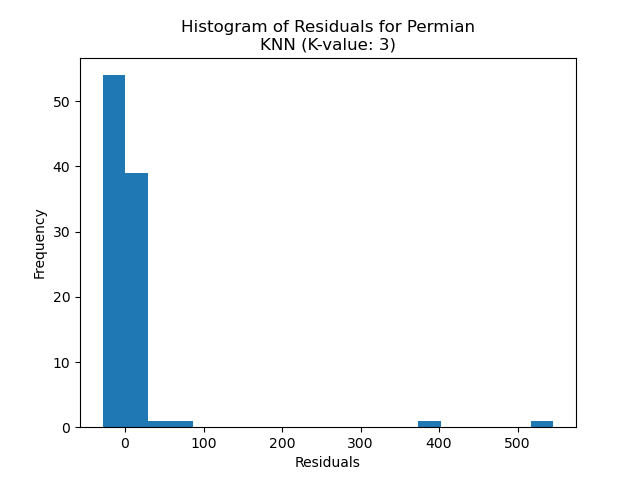 Histogram of Residuals for Permian
KNN (K-value: 3)
50
40
30
20
10
0
Frequency
0 100 200 300 400 500
Residuals